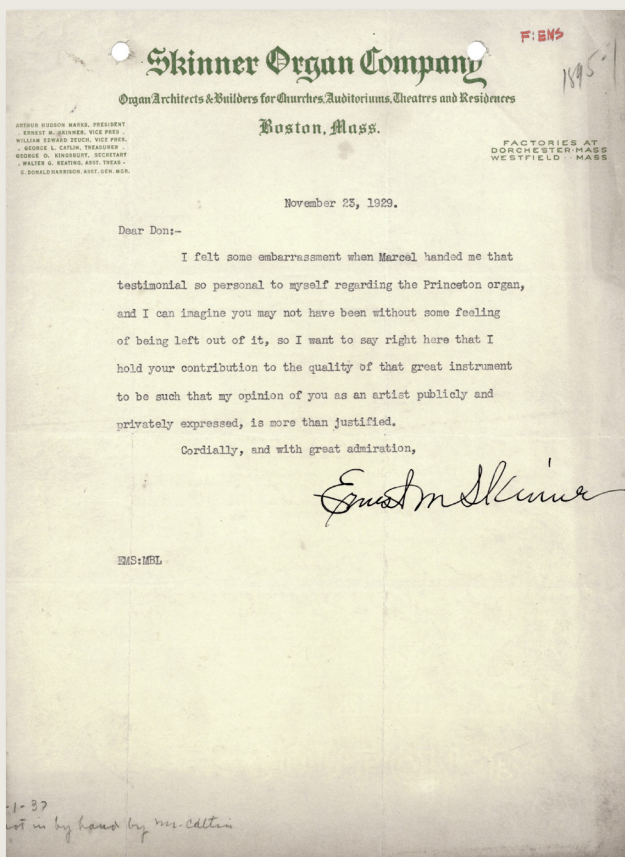 F:EMS
1895
Skinner Organ Company
Organ Architects & Builders for Churches, Auditoriums, Theatres and Residences
Boston, Mass.
ARTHUR HUDSON MARKS, PRESIDENT
ERNEST M. SKINNER, VICE PRES.
WILLIAM EDWARD ZEUCH, VICE PRES.
GEORGE L. CATLIN, TREASURER
GEORGE O. KINGSBURY, SECRETARY
WALTER G. KEATING, ASST. TREAS.
G. DONALD HARRISON, ASST. GEN. MGR.
FACTORIES AT
DORCHESTER·MASS
WESTFIELD · MASS
November 23, 1929.
Dear Don:-
I felt some embarrassment when Marcel handed me that
testimonial so personal to myself regarding the Princeton organ,
and I can imagine you may not have been without some feeling
of being left out of it, so I want to say right here that I
hold your contribution to the quality of that great instrument
to be such that my opinion of you as an artist publicly and
privately expressed, is more than justified.
Cordially, and with great admiration,
Ernest M Skinner
EMS:MBL
-1-37
in by hand by Mr. Catlin